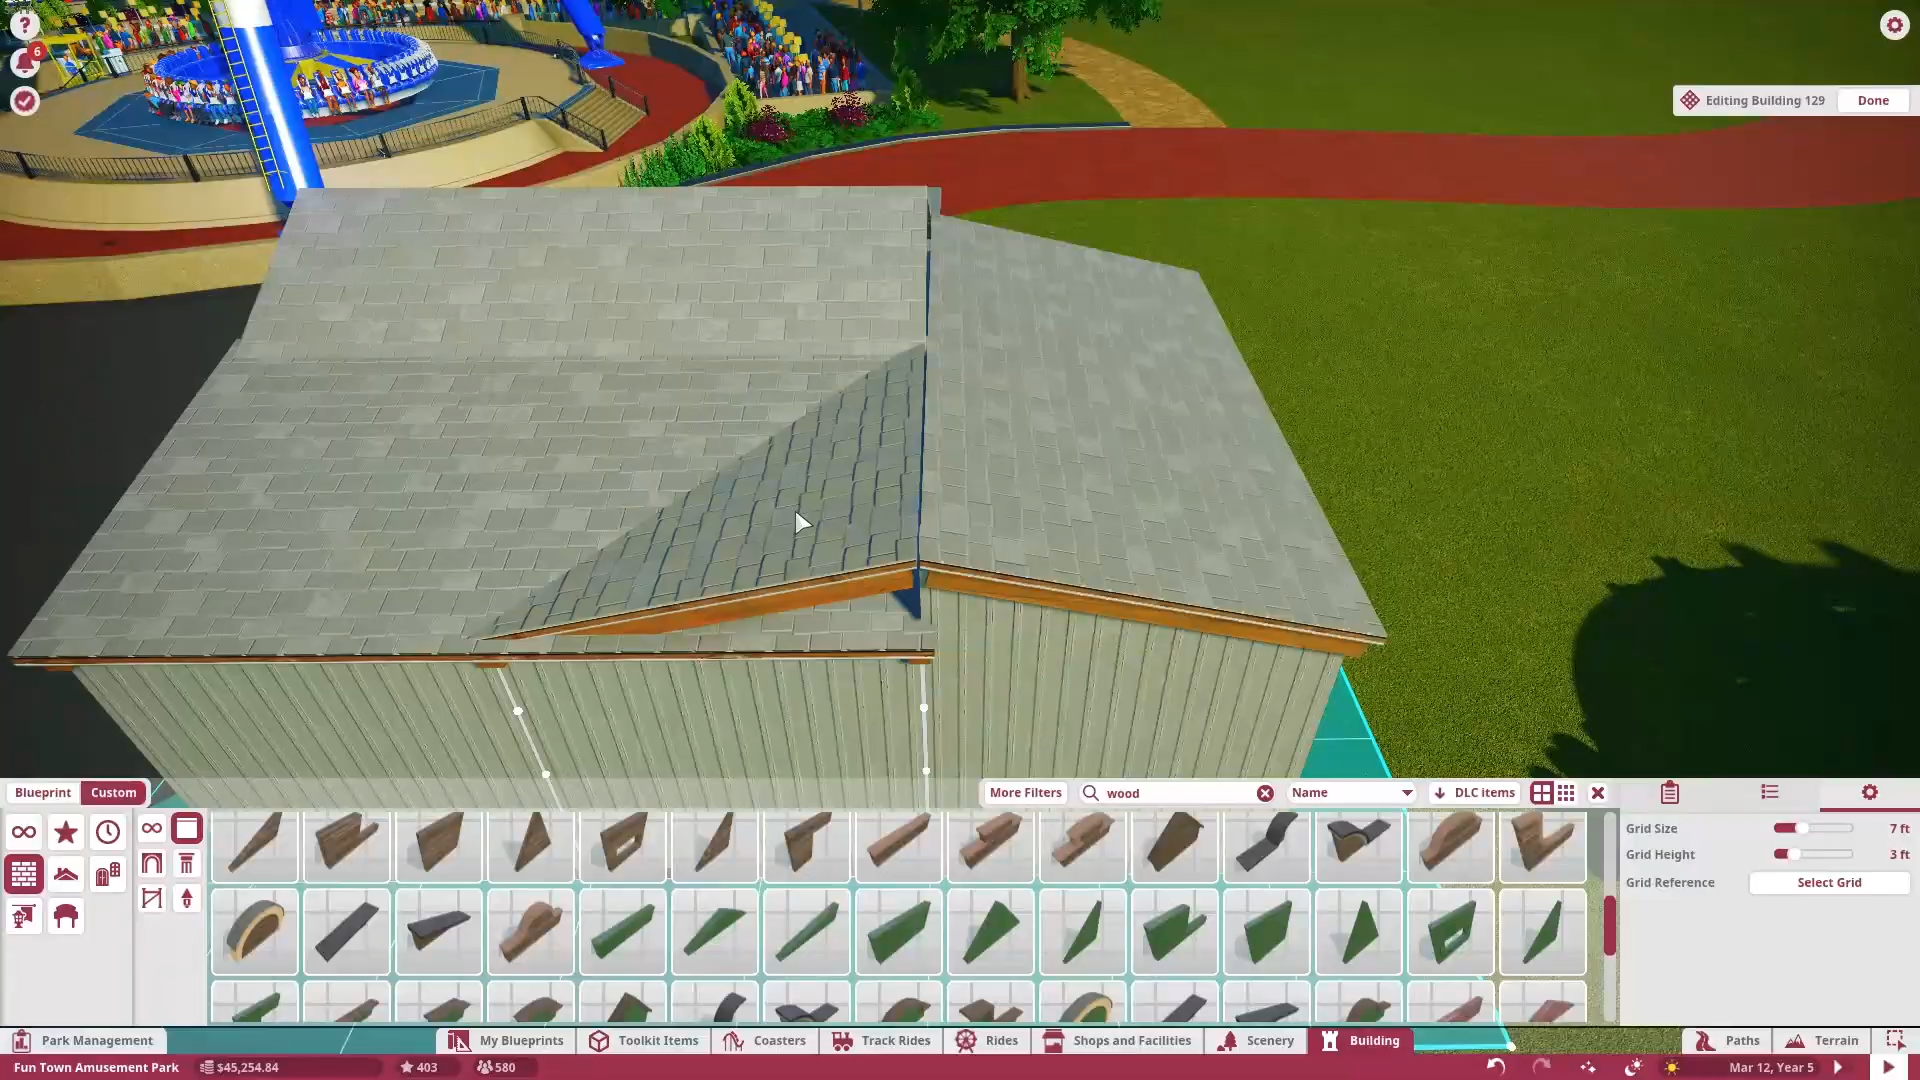 ?
6
Editing Building 129
Done
Blueprint
Custom
More Filters
wood
Name
DLC items
Grid Size
7 ft
Grid Height
3 ft
Grid Reference
Select Grid
Park Management
My Blueprints
Toolkit Items
Coasters
Track Rides
Rides
Shops and Facilities
Scenery
Building
Paths
Terrain
Fun Town Amusement Park
$45,254.84
403
580
Mar 12, Year 5